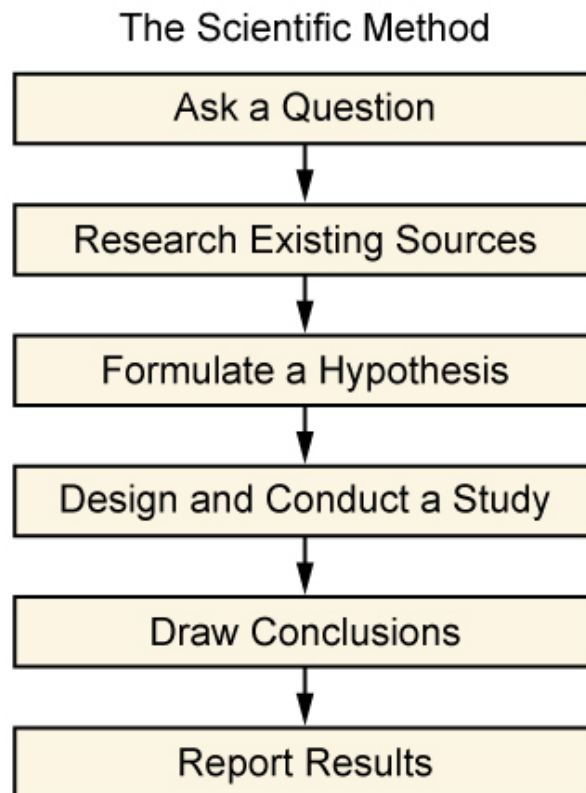 The Scientific Method
Ask a Question
Research Existing Sources
Formulate a Hypothesis
Design and Conduct a Study
Draw Conclusions
Report Results